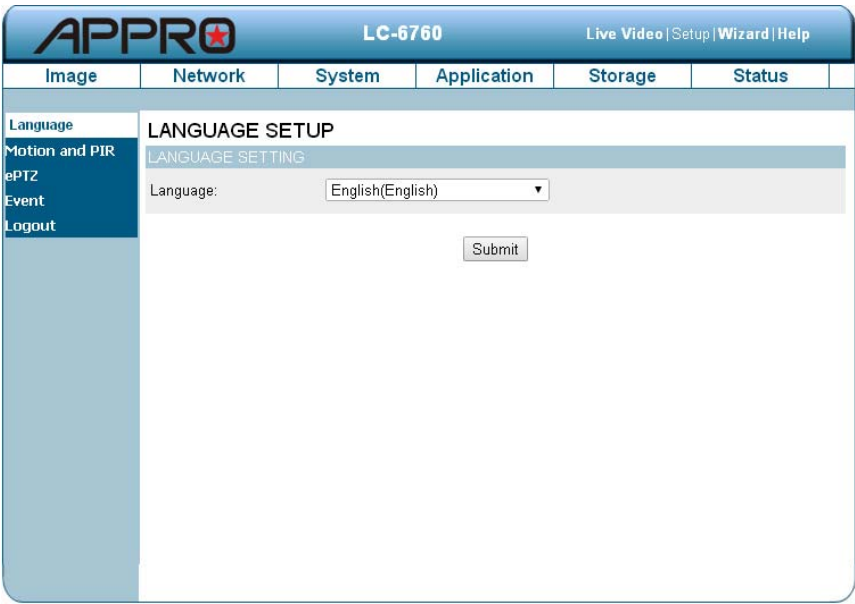 APPRO LC-6760 Live Video|Setup|Wizard|Help
Image Network System Application Storage Status
Language
Motion and PIR
ePTZ
Event
Logout
LANGUAGE SETUP
LANGUAGE SETTING
Language: English(English)
Submit